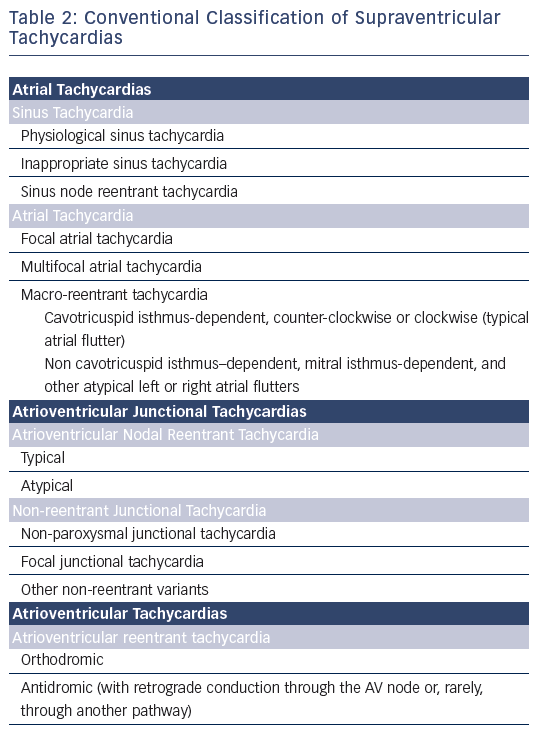 Table 2: Conventional Classification of Supraventricular
Tachycardias
Atrial Tachycardias
Sinus Tachycardia
Physiological sinus tachycardia
Inappropriate sinus tachycardia
Sinus node reentrant tachycardia
Atrial Tachycardia
Focal atrial tachycardia
Multifocal atrial tachycardia
Macro-reentrant tachycardia
Cavotricuspid isthmus-dependent, counter-clockwise or clockwise (typical
atrial flutter)
Non cavotricuspid isthmus–dependent, mitral isthmus-dependent, and
other atypical left or right atrial flutters
Atrioventricular Junctional Tachycardias
Atrioventricular Nodal Reentrant Tachycardia
Typical
Atypical
Non-reentrant Junctional Tachycardia
Non-paroxysmal junctional tachycardia
Focal junctional tachycardia
Other non-reentrant variants
Atrioventricular Tachycardias
Atrioventricular reentrant tachycardia
Orthodromic
Antidromic (with retrograde conduction through the AV node or, rarely,
through another pathway)